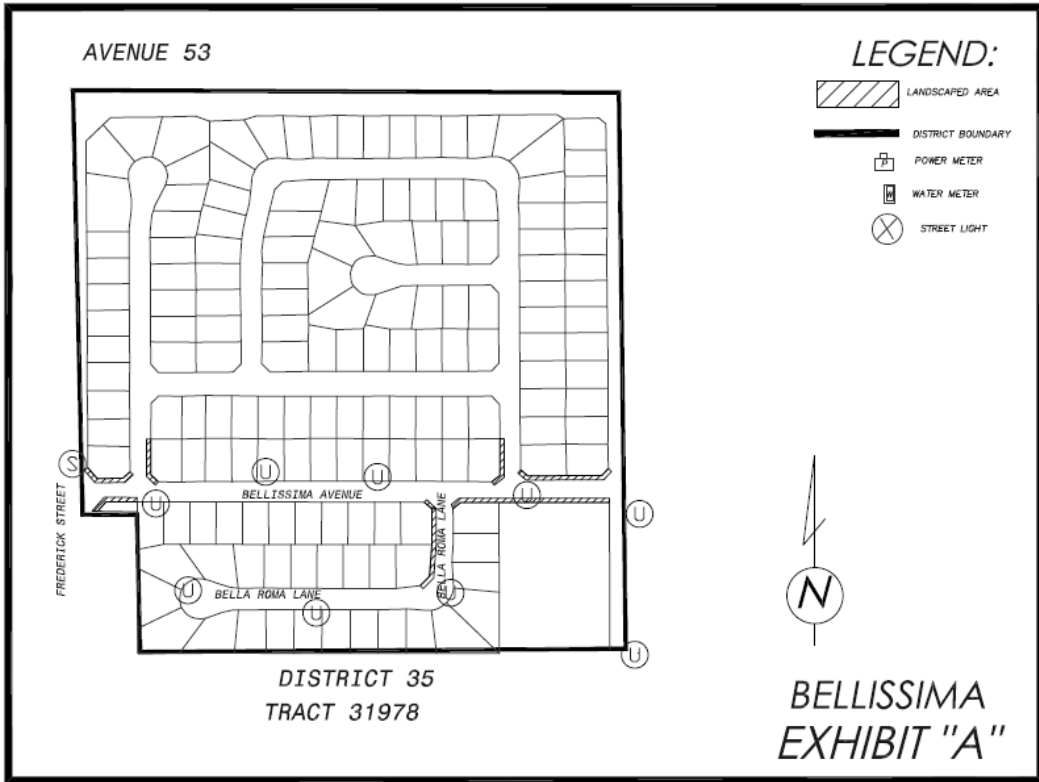 AVENUE 53
LEGEND:
LANDSCAPED AREA
DISTRICT BOUNDARY
P
POWER METER
W
WATER METER
X
STREET LIGHT
S
U
U
BELLISSIMA AVENUE
U
U
U
FREDERICK STREET
BELLA ROMA LANE
U
BELLA ROMA LANE
U
U
U
N
DISTRICT 35
TRACT 31978
BELLISSIMA
EXHIBIT "A"